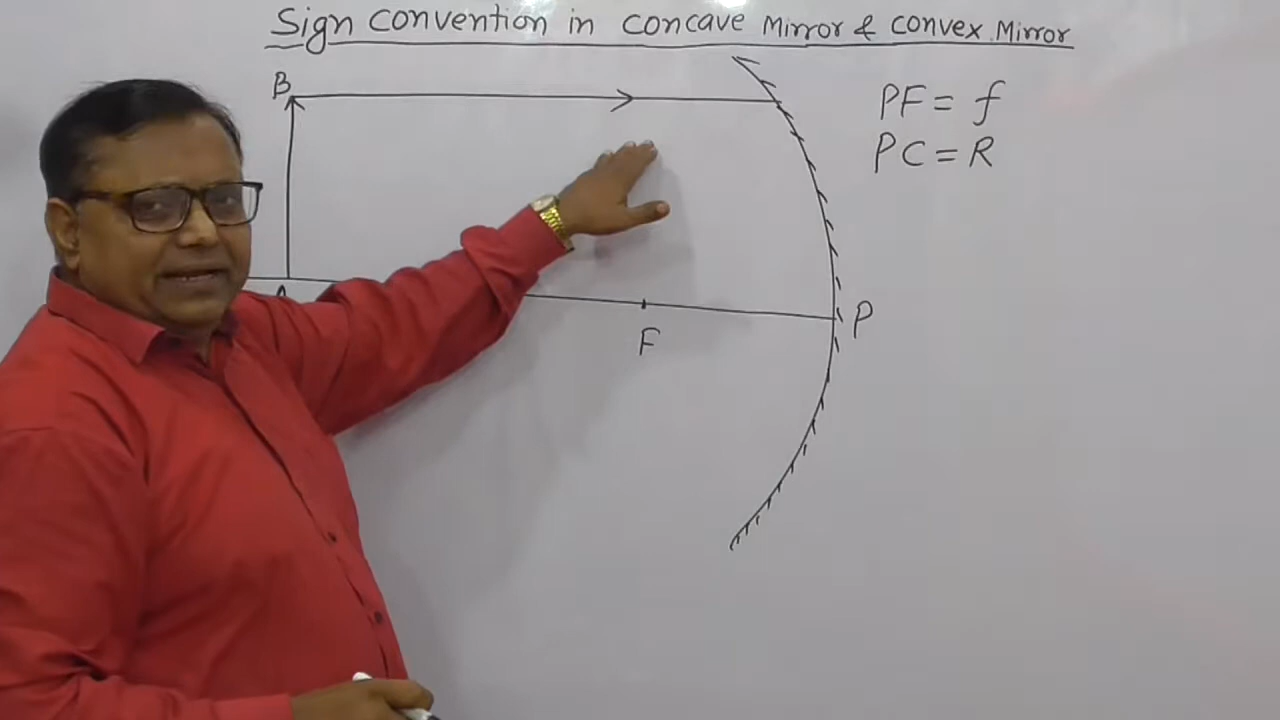 Sign Convention in Concave Mirror & Convex Mirror
B
PF = f
PC = R
P
F